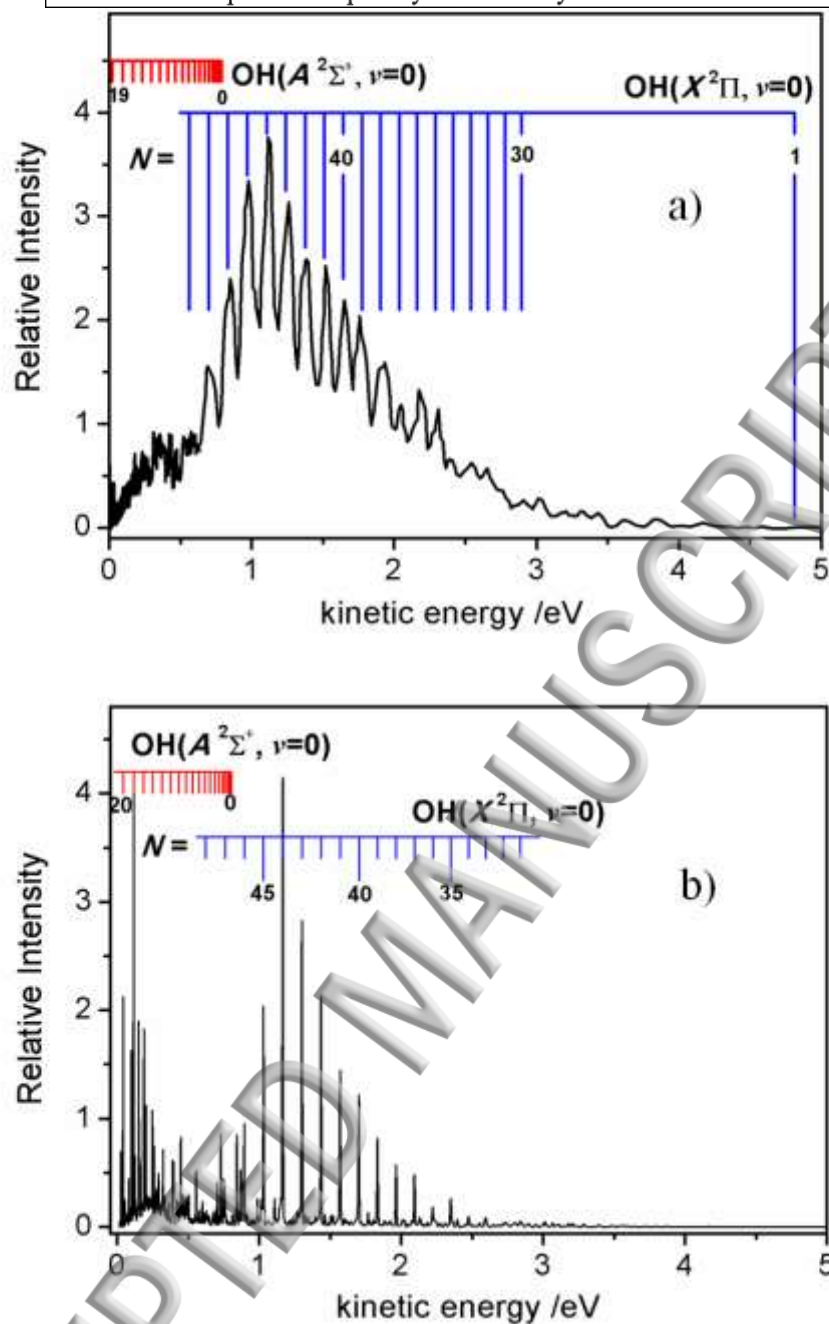 4
OH(A ²Σ⁺, v=0)
OH(X ²Π, v=0)
19
0
N =
40
30
1
3
2
1
0
a)
Relative Intensity
0 1 2 3 4 5
kinetic energy /eV
OH(A ²Σ⁺, v=0)
4
20
0
OH(X ²Π, v=0)
N =
45
40
35
3
2
1
0
b)
Relative Intensity
0 1 2 3 4 5
kinetic energy /eV
MANUSCRIPT